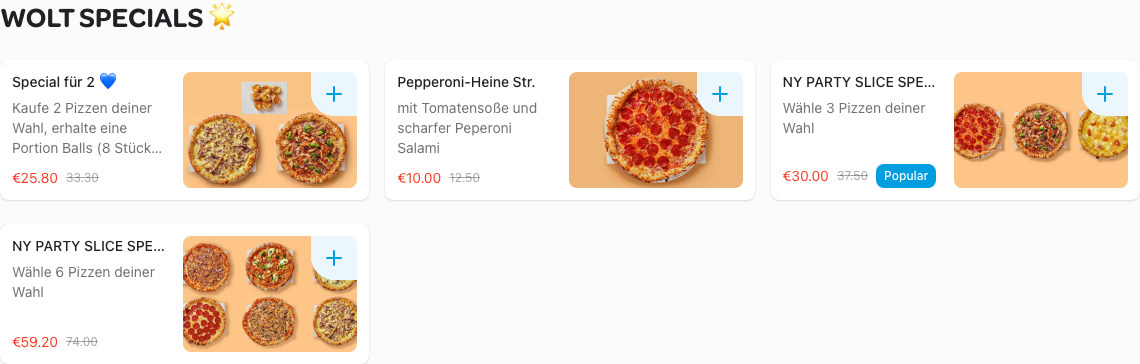 WOLT SPECIALS 🌟
Special für 2 💙
Kaufe 2 Pizzen deiner
Wahl, erhalte eine
Portion Balls (8 Stück...
€25.80 33.30
Pepperoni-Heine Str.
mit Tomatensoße und
scharfer Peperoni
Salami
€10.00 12.50
NY PARTY SLICE SPE...
Wähle 3 Pizzen deiner
Wahl
€30.00 37.50 Popular
NY PARTY SLICE SPE...
Wähle 6 Pizzen deiner
Wahl
€59.20 74.00